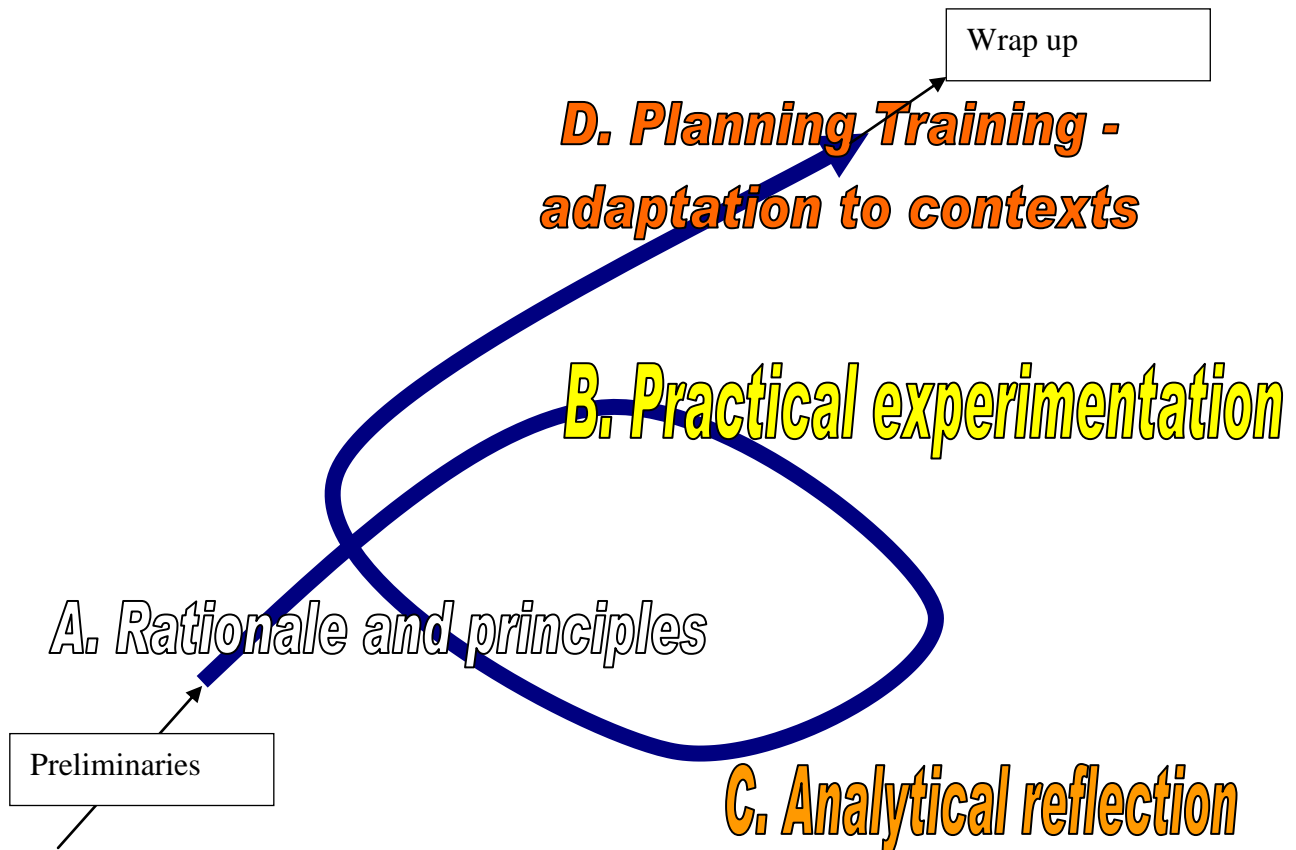 Wrap up
D. Planning Training -
adaptation to contexts
B. Practical experimentation
A. Rationale and principles
Preliminaries
C. Analytical reflection